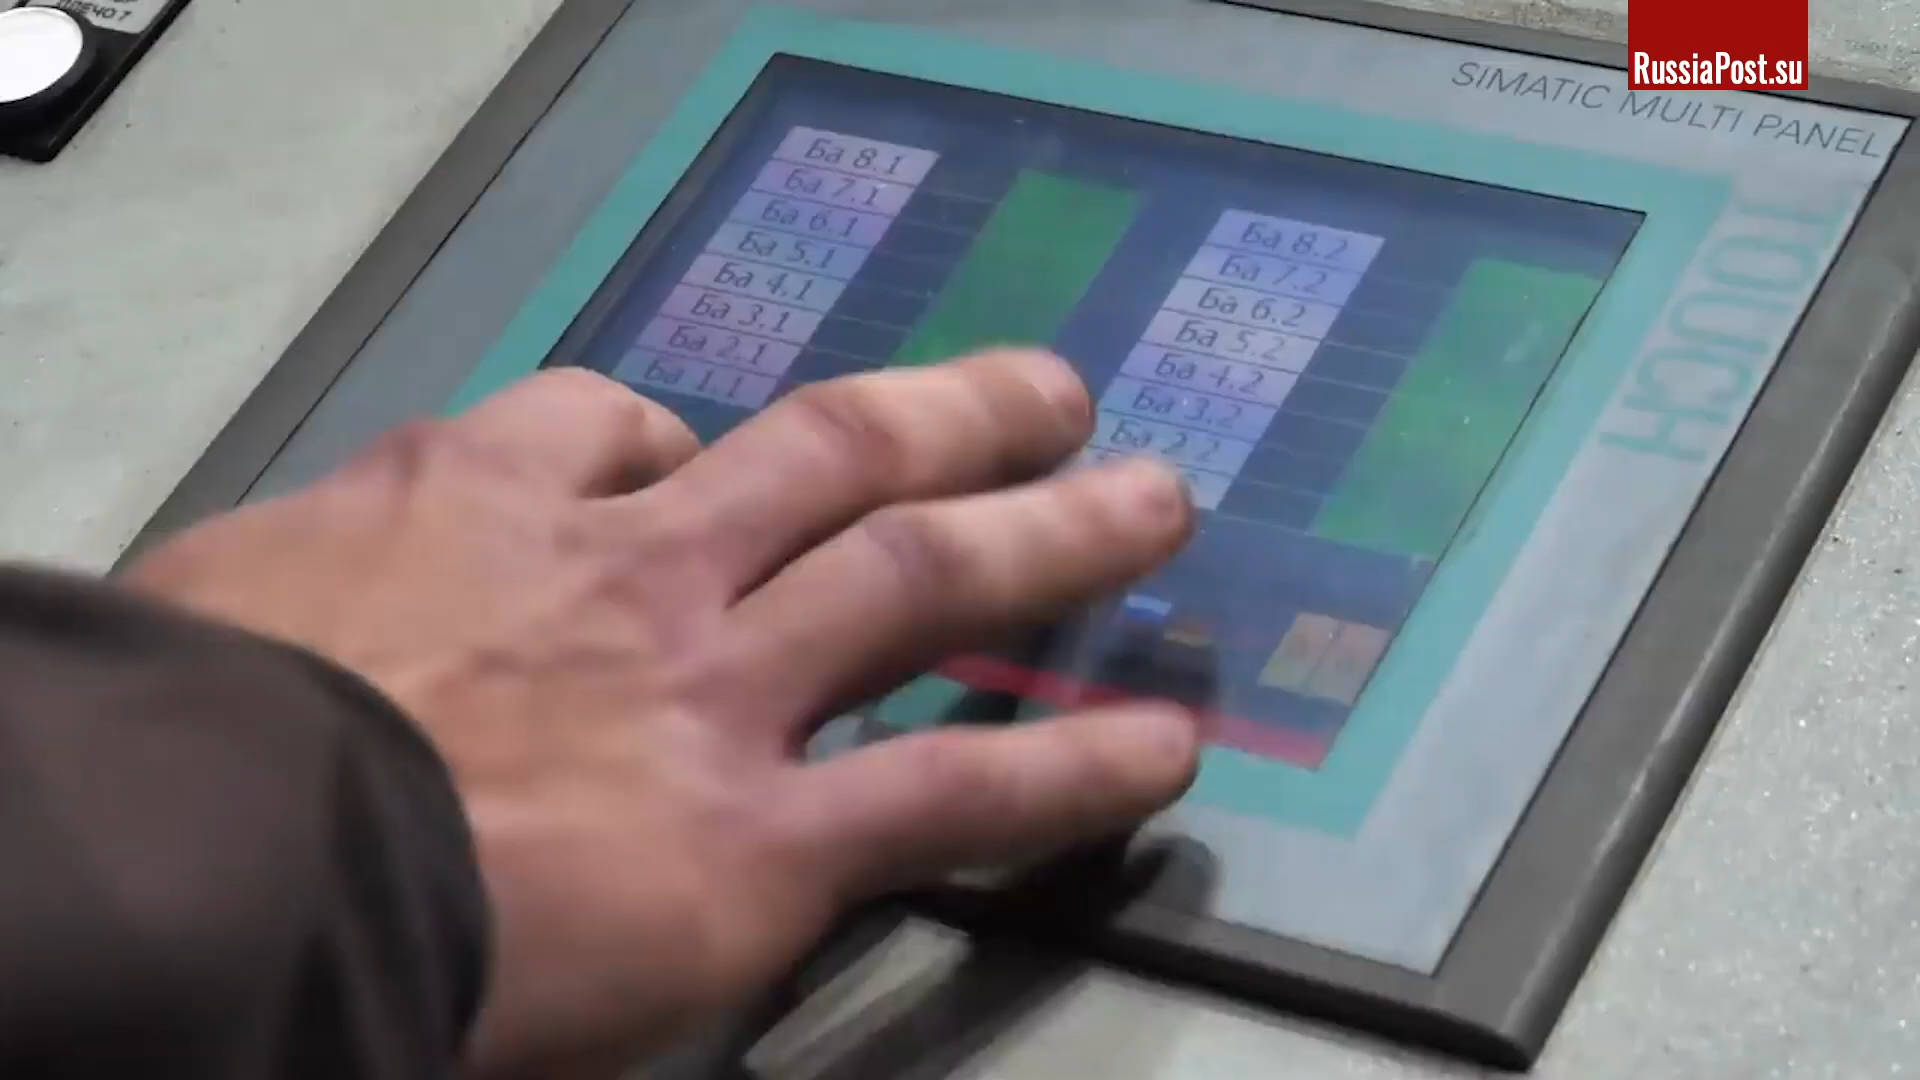 ПЛЕЧО 7
RussiaPost.su
SIMATIC MULTI PANEL
TOUCH
Ба 8.1
Ба 7.1
Ба 6.1
Ба 5.1
Ба 4.1
Ба 3.1
Ба 2.1
Ба 1.1
Ба 8.2
Ба 7.2
Ба 6.2
Ба 5.2
Ба 4.2
Ба 3.2
Ба 2.2